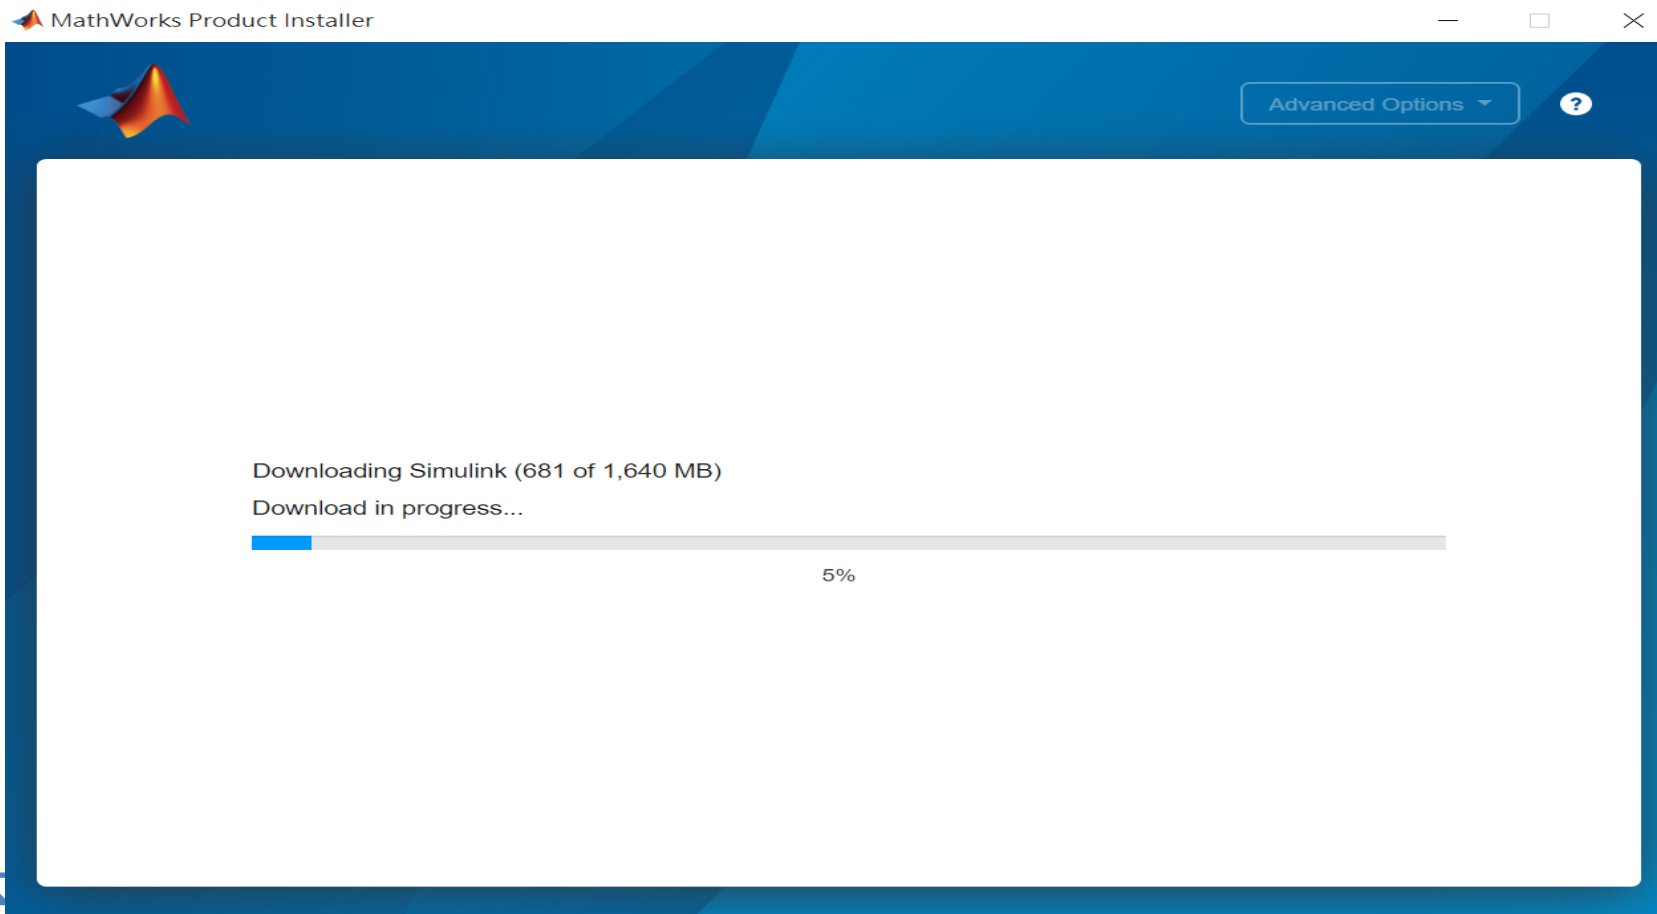 MathWorks Product Installer
Advanced Options
?
Downloading Simulink (681 of 1,640 MB)
Download in progress...
5%